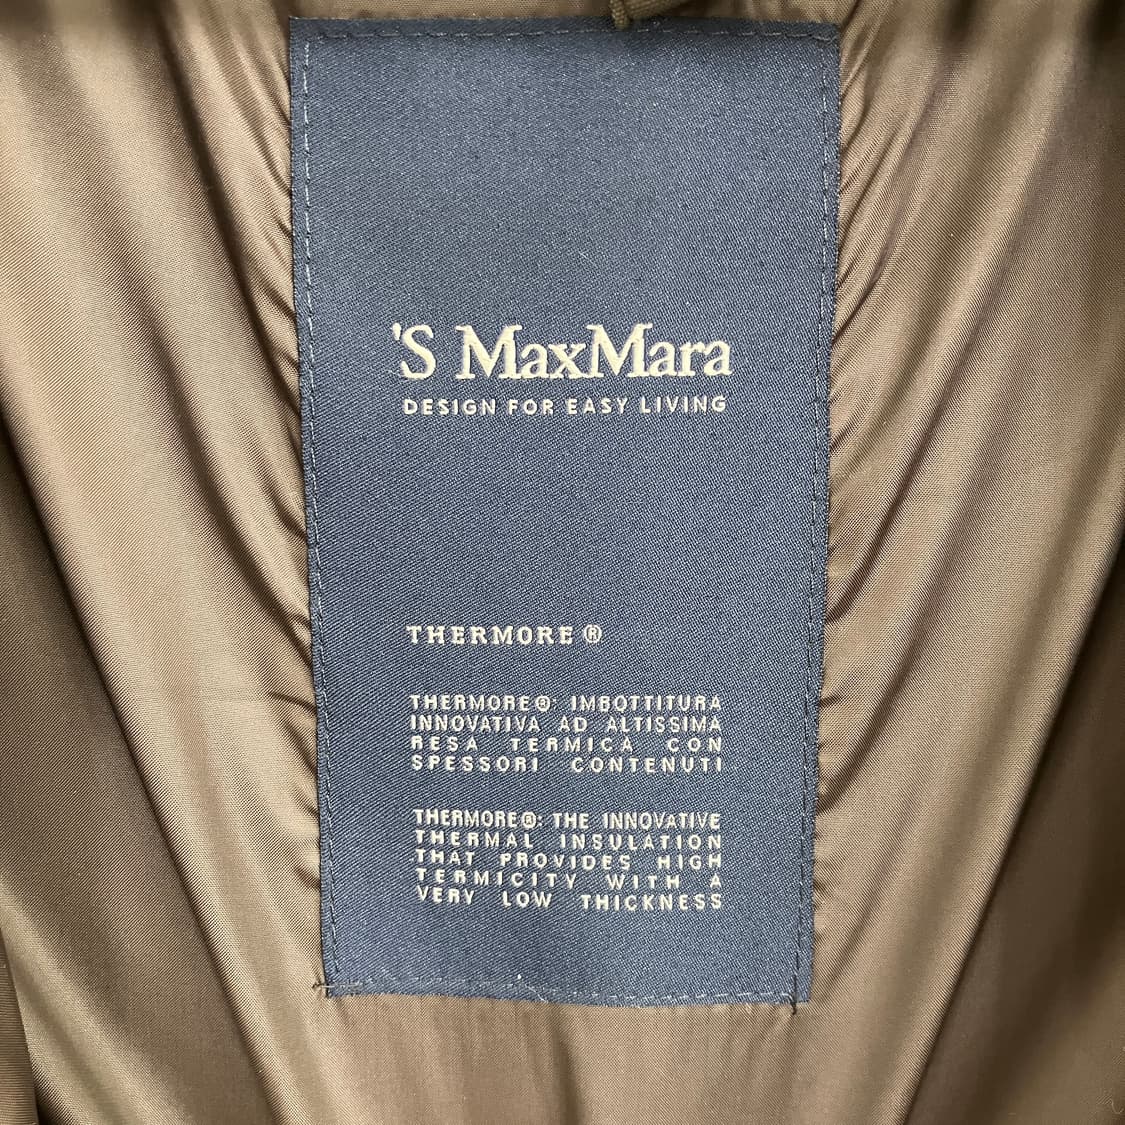 'S MaxMara
DESIGN FOR EASY LIVING
THERMORE ®
THERMORE®: IMBOTTITURA
INNOVATIVA AD ALTISSIMA
RESA TERMICA CON
SPESSORI CONTENUTI
THERMORE®: THE INNOVATIVE
THERMAL INSULATION
THAT PROVIDES HIGH
TERMICITY WITH A
VERY LOW THICKNESS